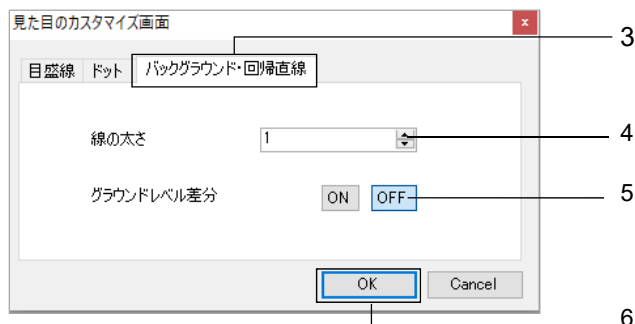 見た目のカスタマイズ画面 x
3
目盛線 ドット バックグラウンド・回帰直線
線の太さ 1 4
グラウンドレベル差分 ON OFF 5
OK Cancel
6